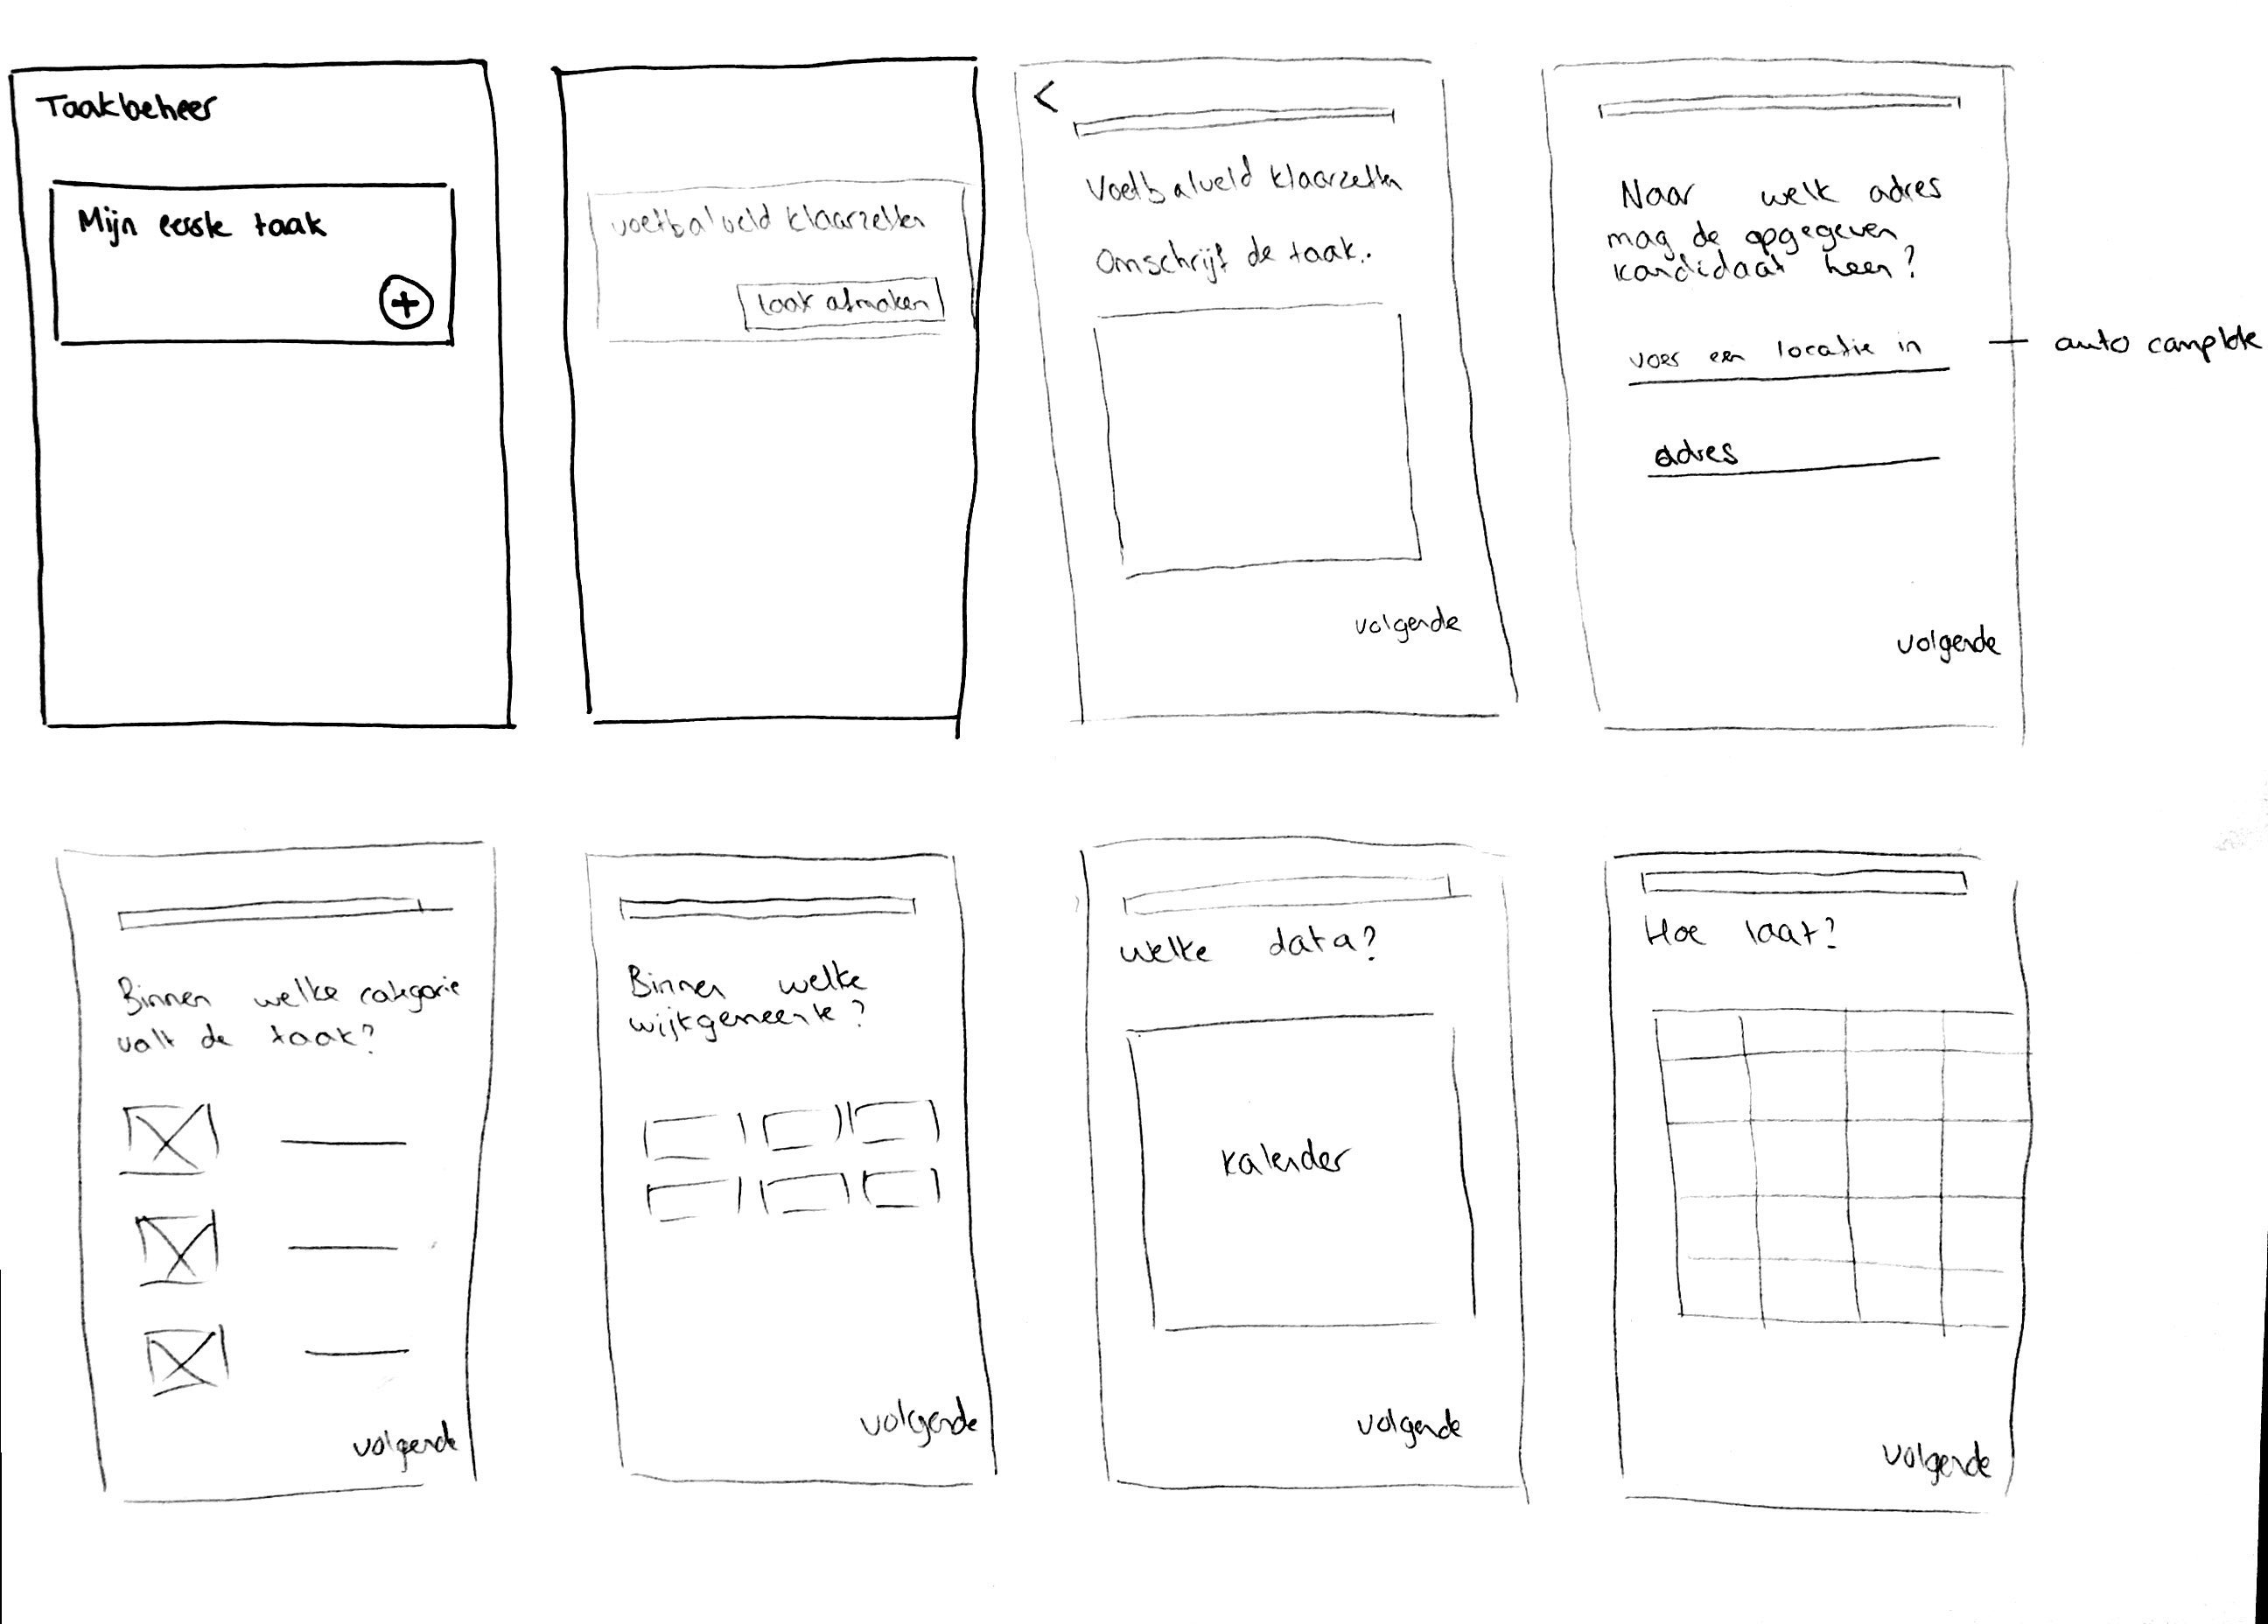 Taakbeheer
Mijn eerste taak
+
voetbalveld klaarzetten
taak afmaken
<
Voetbalveld klaarzetten
Omschrijf de taak.
volgende
Naar welk adres
mag de opgegeven
kandidaat heen?
voer een locatie in
auto complete
adres
volgende
Binnen welke categorie
valt de taak?
volgende
Binnen welke
wijkgemeente?
volgende
Welke data?
Kalender
volgende
Hoe laat?
volgende